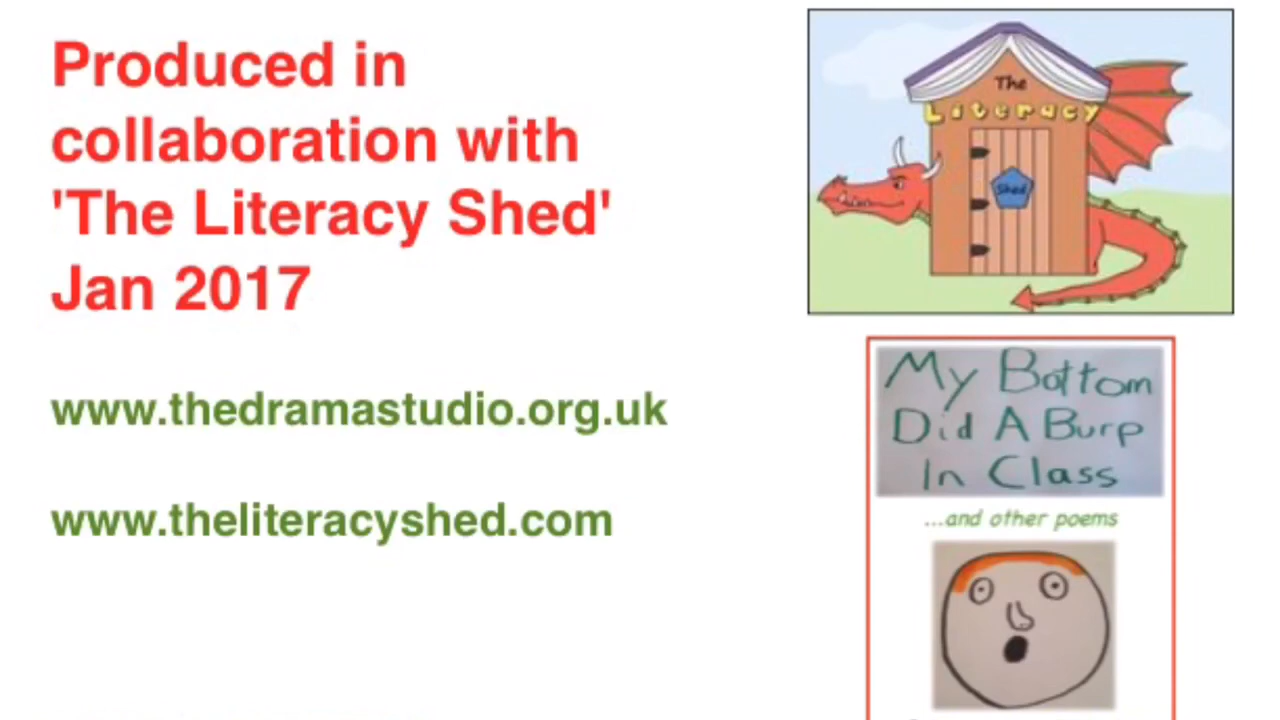 Produced in
collaboration with
'The Literacy Shed'
Jan 2017
www.thedramastudio.org.uk
www.theliteracyshed.com
The
Literacy
Shed
My Bottom
Did A Burp
In Class
...and other poems